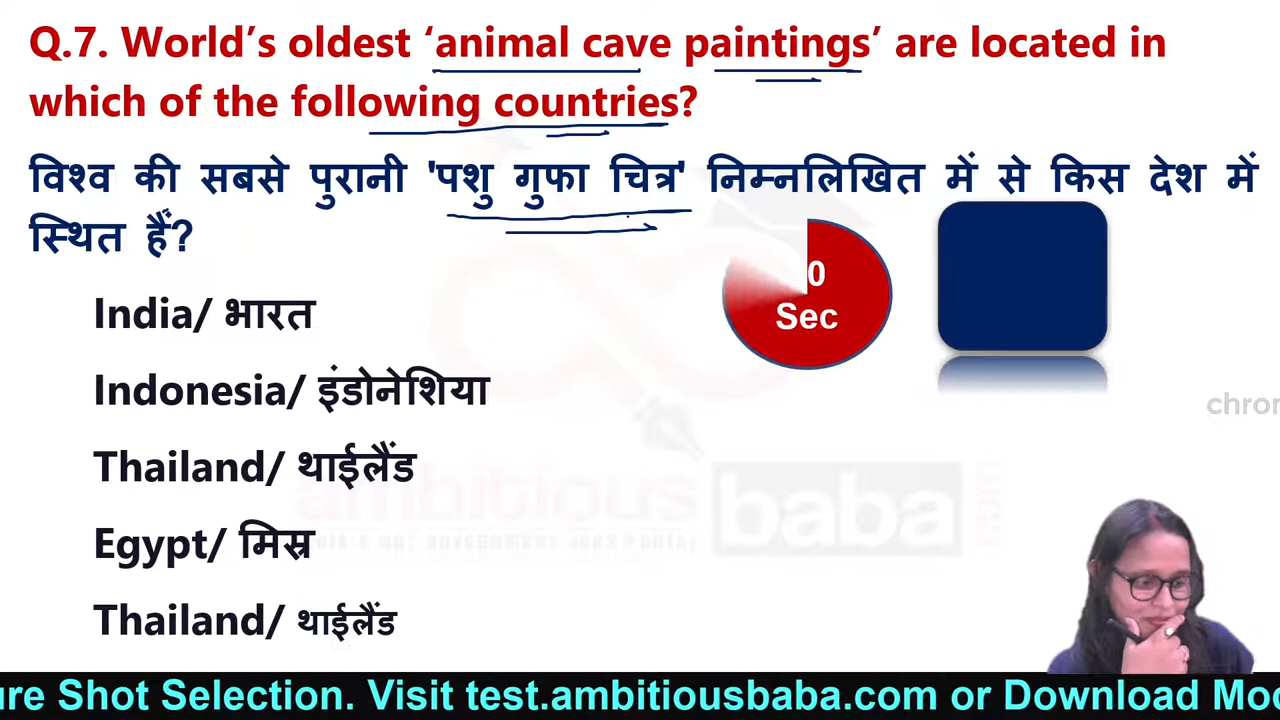 Q.7. World’s oldest ‘animal cave paintings’ are located in
which of the following countries?
विश्व की सबसे पुरानी 'पशु गुफा चित्र' निम्नलिखित में से किस देश में
स्थित हैं?
0
Sec
India/ भारत
Indonesia/ इंडोनेशिया
chron
Thailand/ थाईलैंड
ambitious baba
Egypt/ मिस्र
Thailand/ थाईलैंड
ure Shot Selection. Visit test.ambitiousbaba.com or Download Mo